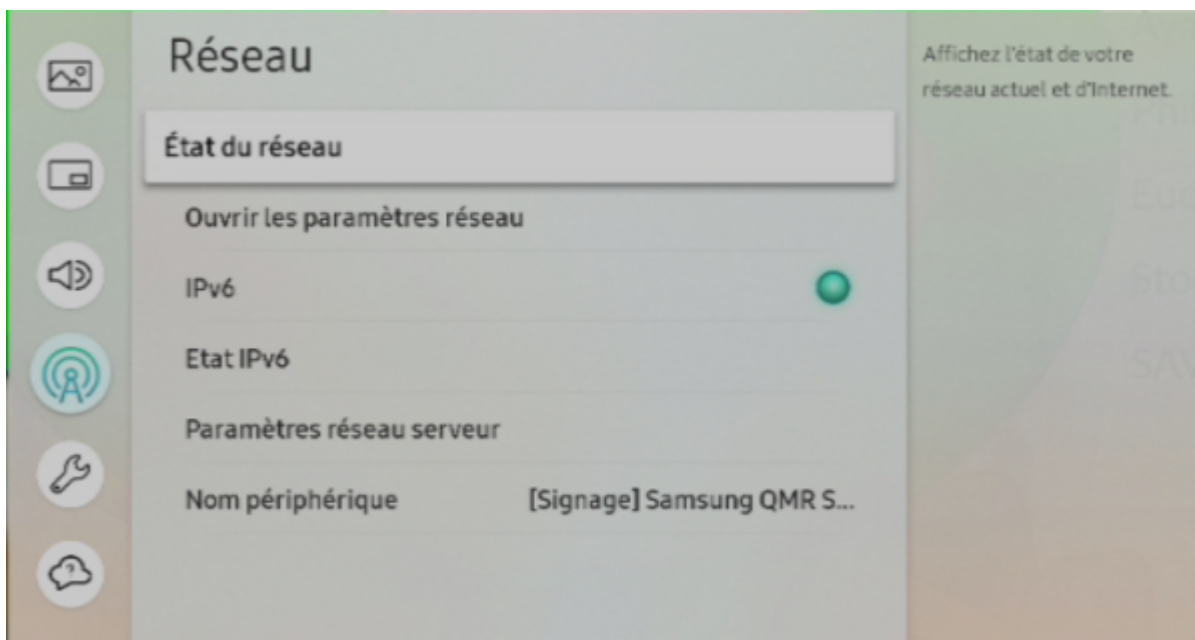 Réseau
Affichez l'état de votre
réseau actuel et d'Internet.
État du réseau
Ouvrir les paramètres réseau
IPv6
Etat IPv6
Paramètres réseau serveur
Nom périphérique [Signage] Samsung QMR S...